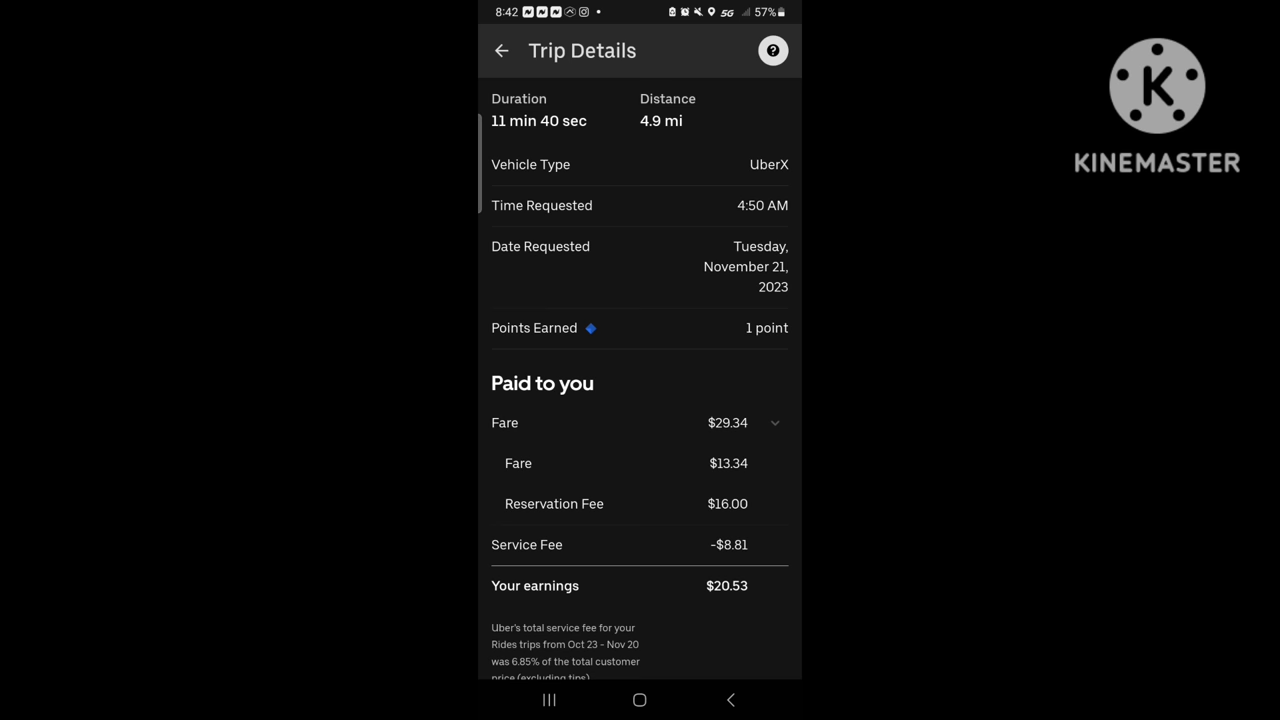 8:42 5G 57%
Trip Details ?
Duration Distance
11 min 40 sec 4.9 mi
Vehicle Type UberX
Time Requested 4:50 AM
Date Requested Tuesday,
November 21,
2023
Points Earned 1 point
Paid to you
Fare $29.34
Fare $13.34
Reservation Fee $16.00
Service Fee -$8.81
Your earnings $20.53
Uber's total service fee for your
Rides trips from Oct 23 - Nov 20
was 6.85% of the total customer
price (excluding tips)
K
KINEMASTER